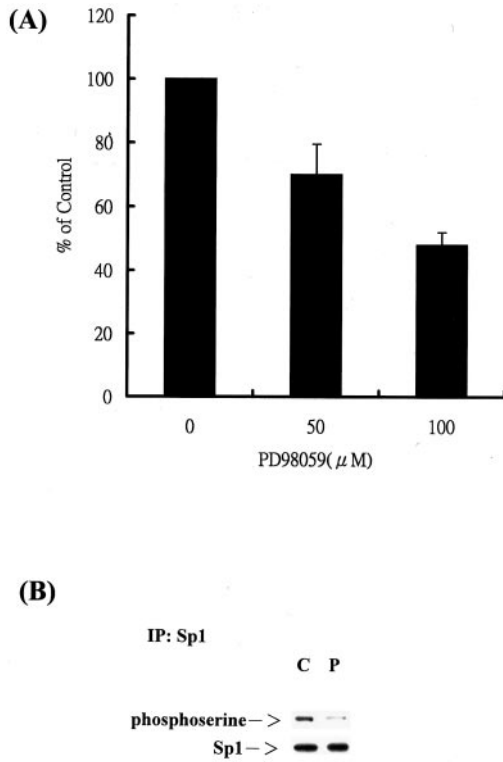 (A)
120
100
80
60
40
20
0
% of Control
0 50 100
PD98059(μM)
(B)
IP: Sp1
C P
phosphoserine－>
Sp1－>